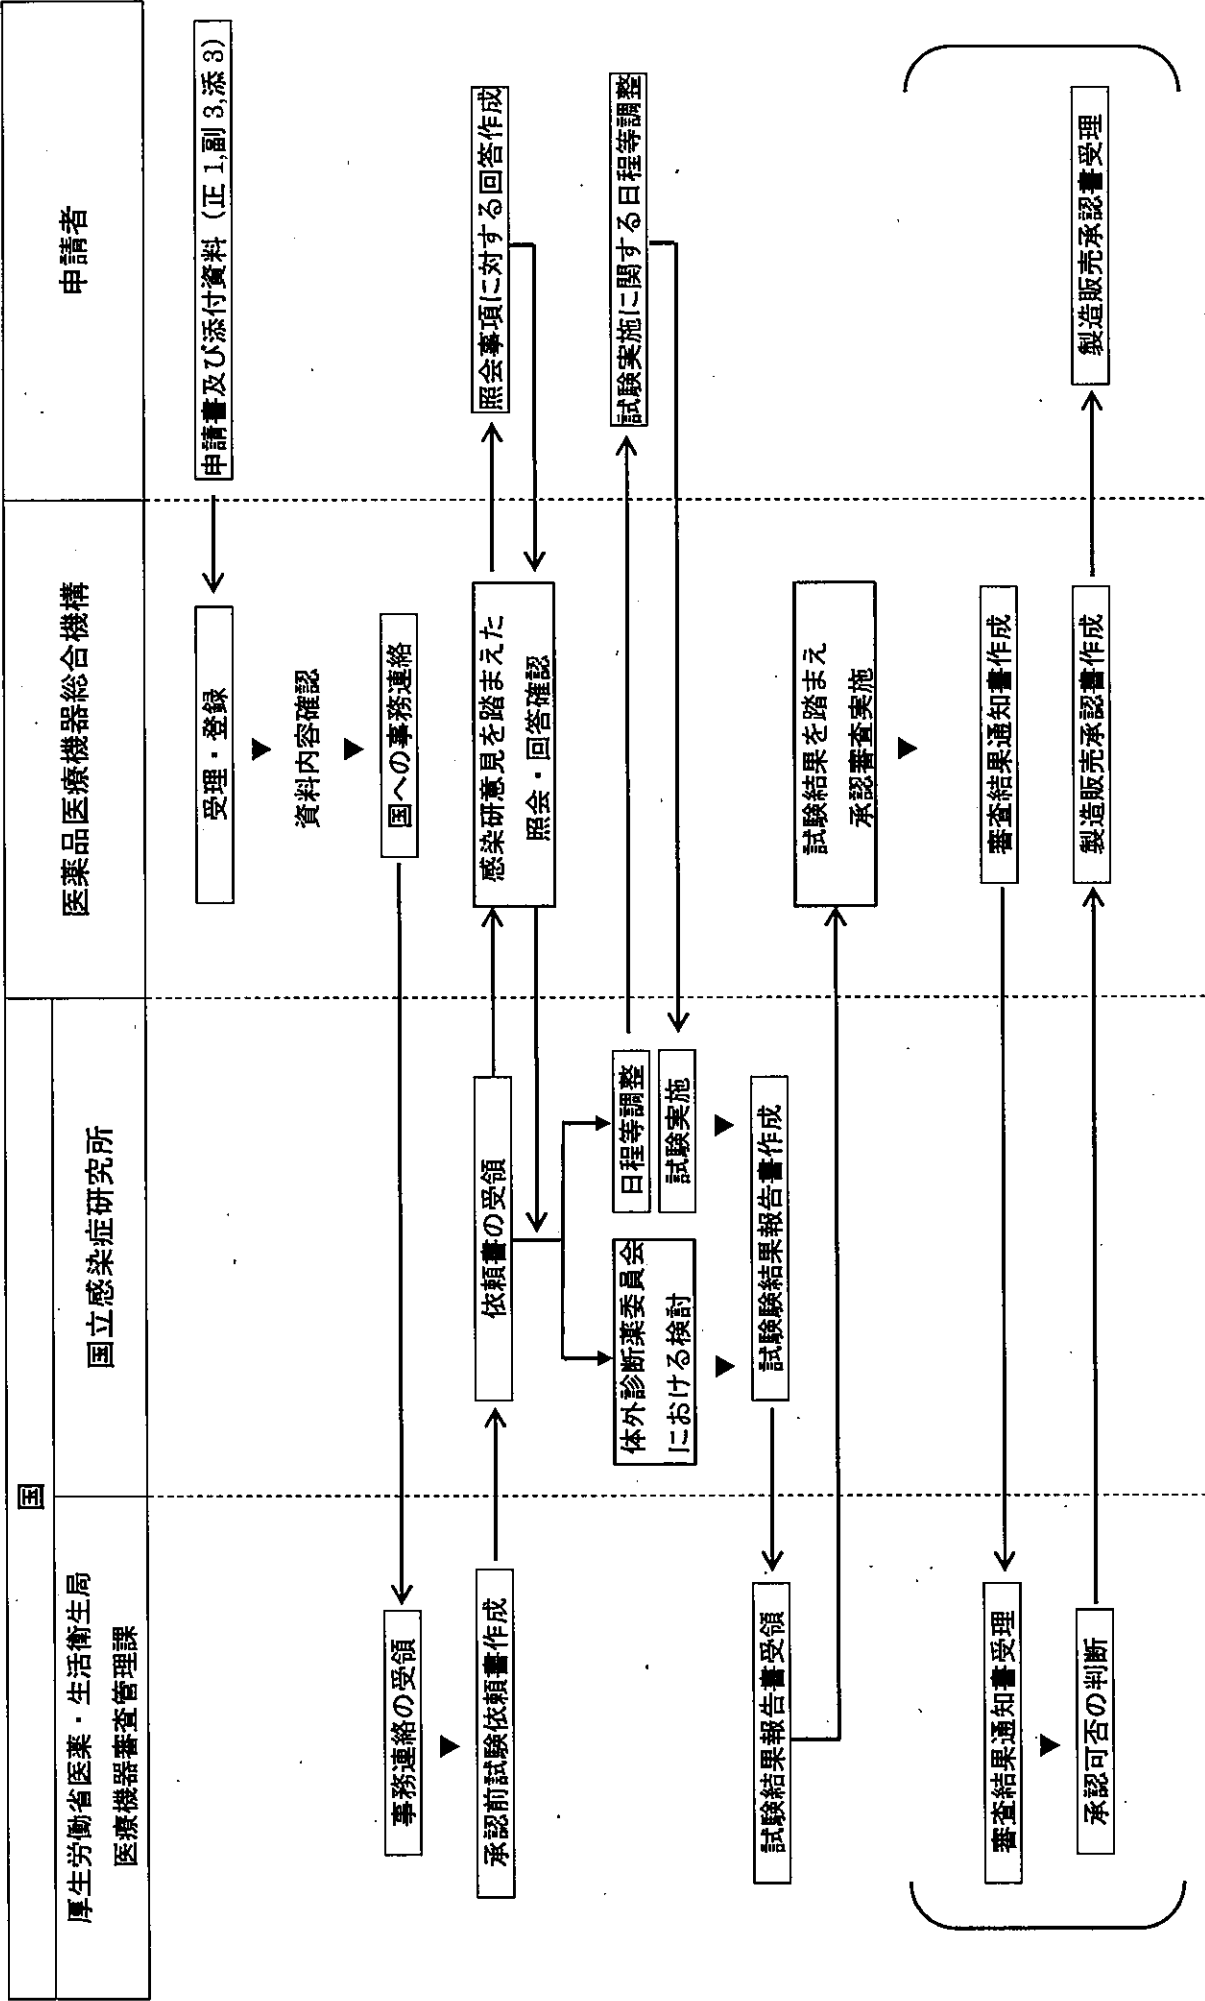 国
厚生労働省医薬・生活衛生局
医療機器審査管理課
国立感染症研究所
医薬品医療機器総合機構
申請者
申請書及び添付資料（正 1,副 3,添 3）
受理・登録
資料内容確認
国への事務連絡
事務連絡の受領
承認前試験依頼書作成
依頼書の受領
感染研意見を踏まえた
照会・回答確認
照会事項に対する回答作成
体外診断薬委員会
における検討
日程等調整
試験実施
試験実施に関する日程等調整
試験験結果報告書作成
試験結果報告書受領
試験結果を踏まえ
承認審査実施
審査結果通知書作成
審査結果通知書受理
承認可否の判断
製造販売承認書作成
製造販売承認書受理